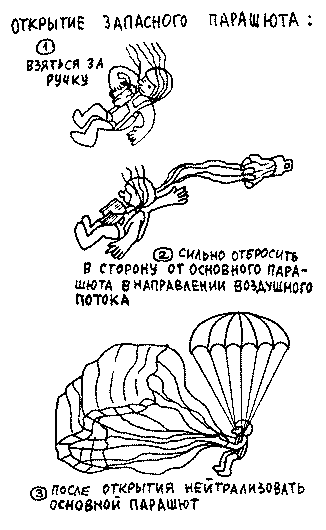 ОТКРЫТИЕ ЗАПАСНОГО ПАРАШЮТА:
①
ВЗЯТЬСЯ ЗА
РУЧКУ
② СИЛЬНО ОТБРОСИТЬ
В СТОРОНУ ОТ ОСНОВНОГО ПАРА-
ШЮТА В НАПРАВЛЕНИИ ВОЗДУШНОГО
ПОТОКА
③ ПОСЛЕ ОТКРЫТИЯ НЕЙТРАЛИЗОВАТЬ
ОСНОВНОЙ ПАРАШЮТ